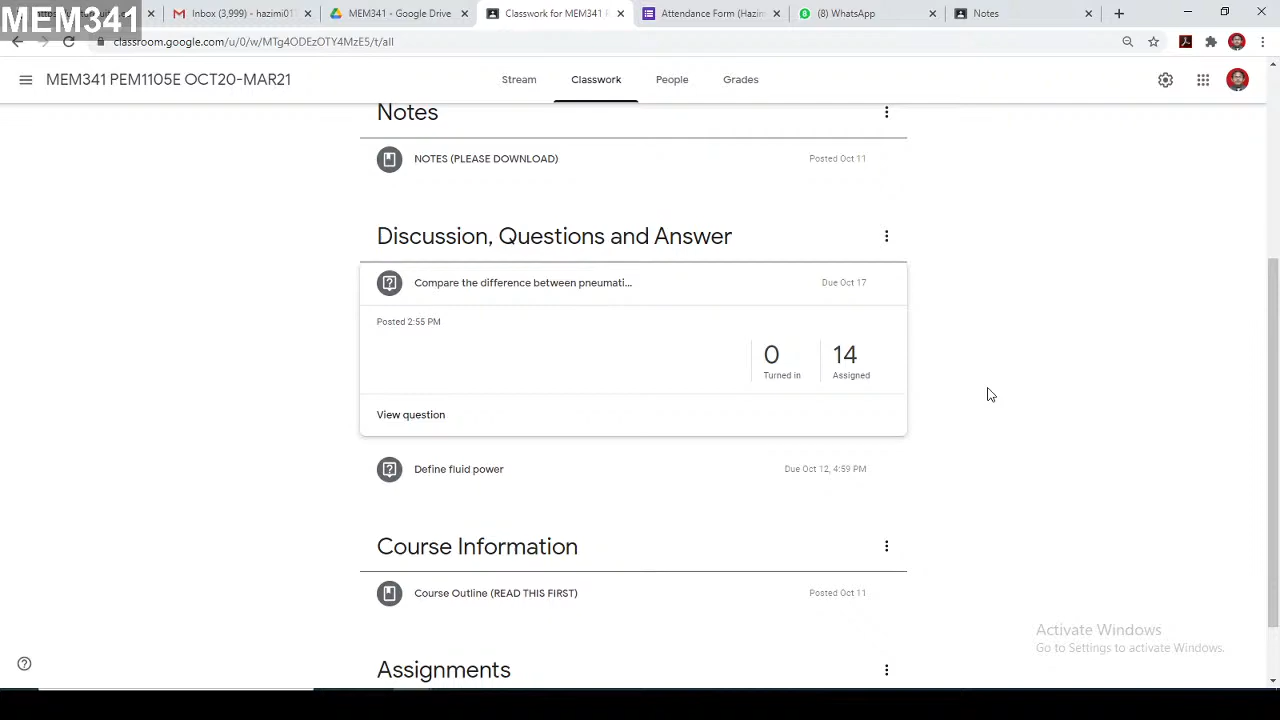 MEM341
Inbox (3,999) - hazimi01
MEM341 - Google Drive
Classwork for MEM341 P
Attendance Form (Hazim
(8) WhatsApp
Notes
classroom.google.com/u/0/w/MTg4ODEzOTY4MzE5/t/all
MEM341 PEM1105E OCT20-MAR21
Stream
Classwork
People
Grades
Notes
NOTES (PLEASE DOWNLOAD)
Posted Oct 11
Discussion, Questions and Answer
Compare the difference between pneumati...
Due Oct 17
Posted 2:55 PM
0
14
Turned in
Assigned
View question
Define fluid power
Due Oct 12, 4:59 PM
Course Information
Course Outline (READ THIS FIRST)
Posted Oct 11
Activate Windows
Go to Settings to activate Windows.
Assignments